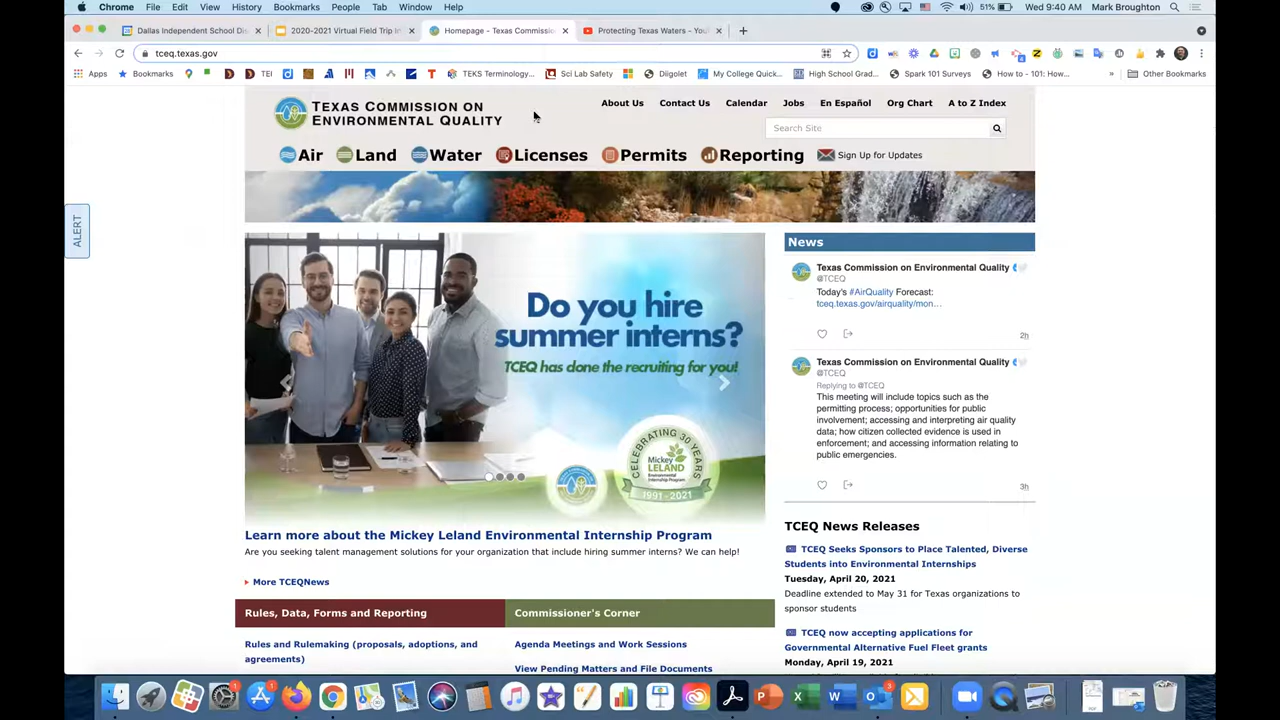 Chrome File Edit View History Bookmarks People Tab Window Help 51% Wed 9:40 AM Mark Broughton
Dallas Independent School Dis 2020-2021 Virtual Field Trip In Homepage - Texas Commissio Protecting Texas Waters - You
tceq.texas.gov
Apps Bookmarks TEI TEKS Terminology... Sci Lab Safety Diigolet My College Quick... High School Grad... Spark 101 Surveys How to - 101: How... » Other Bookmarks
ALERT
TEXAS COMMISSION ON
ENVIRONMENTAL QUALITY
About Us Contact Us Calendar Jobs En Español Org Chart A to Z Index
Search Site
Air Land Water Licenses Permits Reporting Sign Up for Updates
Do you hire
summer interns?
TCEQ has done the recruiting for you!
CELEBRATING 30 YEARS
Mickey
LELAND
Environmental
Internship Program
1991-2021
Learn more about the Mickey Leland Environmental Internship Program
Are you seeking talent management solutions for your organization that include hiring summer interns? We can help!
More TCEQNews
Rules, Data, Forms and Reporting
Rules and Rulemaking (proposals, adoptions, and
agreements)
Commissioner's Corner
Agenda Meetings and Work Sessions
View Pending Matters and File Documents
News
Texas Commission on Environmental Quality
@TCEQ
Today's #AirQuality Forecast:
tceq.texas.gov/airquality/mon…
2h
Texas Commission on Environmental Quality
@TCEQ
Replying to @TCEQ
This meeting will include topics such as the
permitting process; opportunities for public
involvement; accessing and interpreting air quality
data; how citizen collected evidence is used in
enforcement; and accessing information relating to
public emergencies.
3h
TCEQ News Releases
TCEQ Seeks Sponsors to Place Talented, Diverse
Students into Environmental Internships
Tuesday, April 20, 2021
Deadline extended to May 31 for Texas organizations to
sponsor students
TCEQ now accepting applications for
Governmental Alternative Fuel Fleet grants
Monday, April 19, 2021